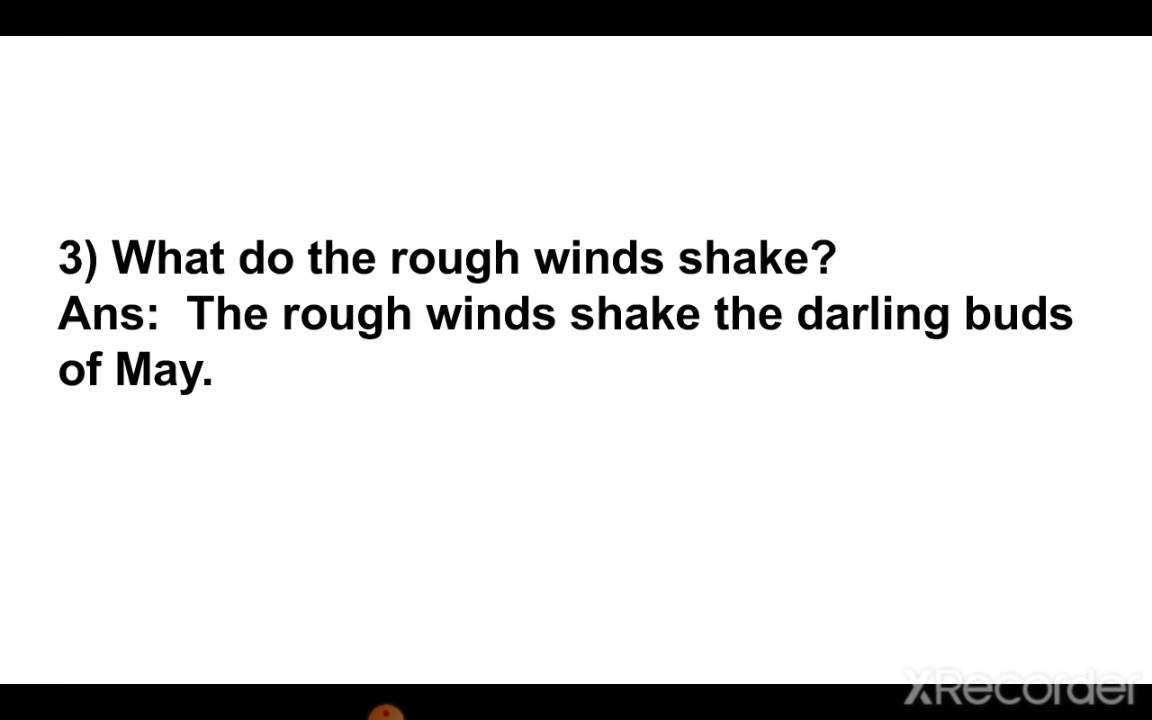 3) What do the rough winds shake?
Ans:  The rough winds shake the darling buds
of May.
XRecorder